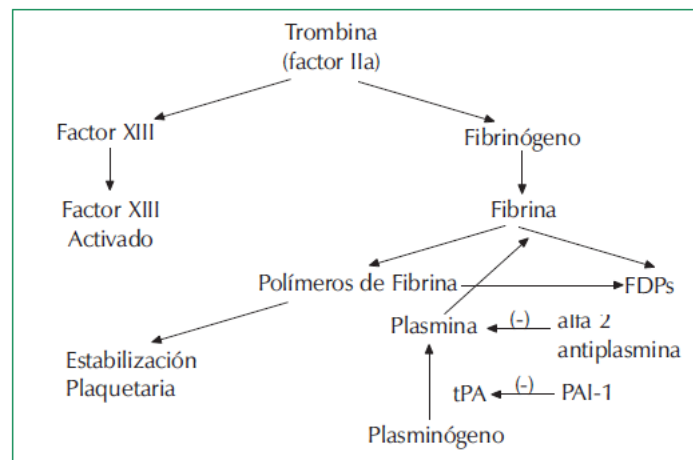 Trombina
(factor IIa)
Factor XIII
Fibrinógeno
Factor XIII
Activado
Fibrina
Polímeros de Fibrina
FDPs
Plasmina
(-)
alfa 2
antiplasmina
Estabilización
Plaquetaria
tPA
(-)
PAI-1
Plasminógeno